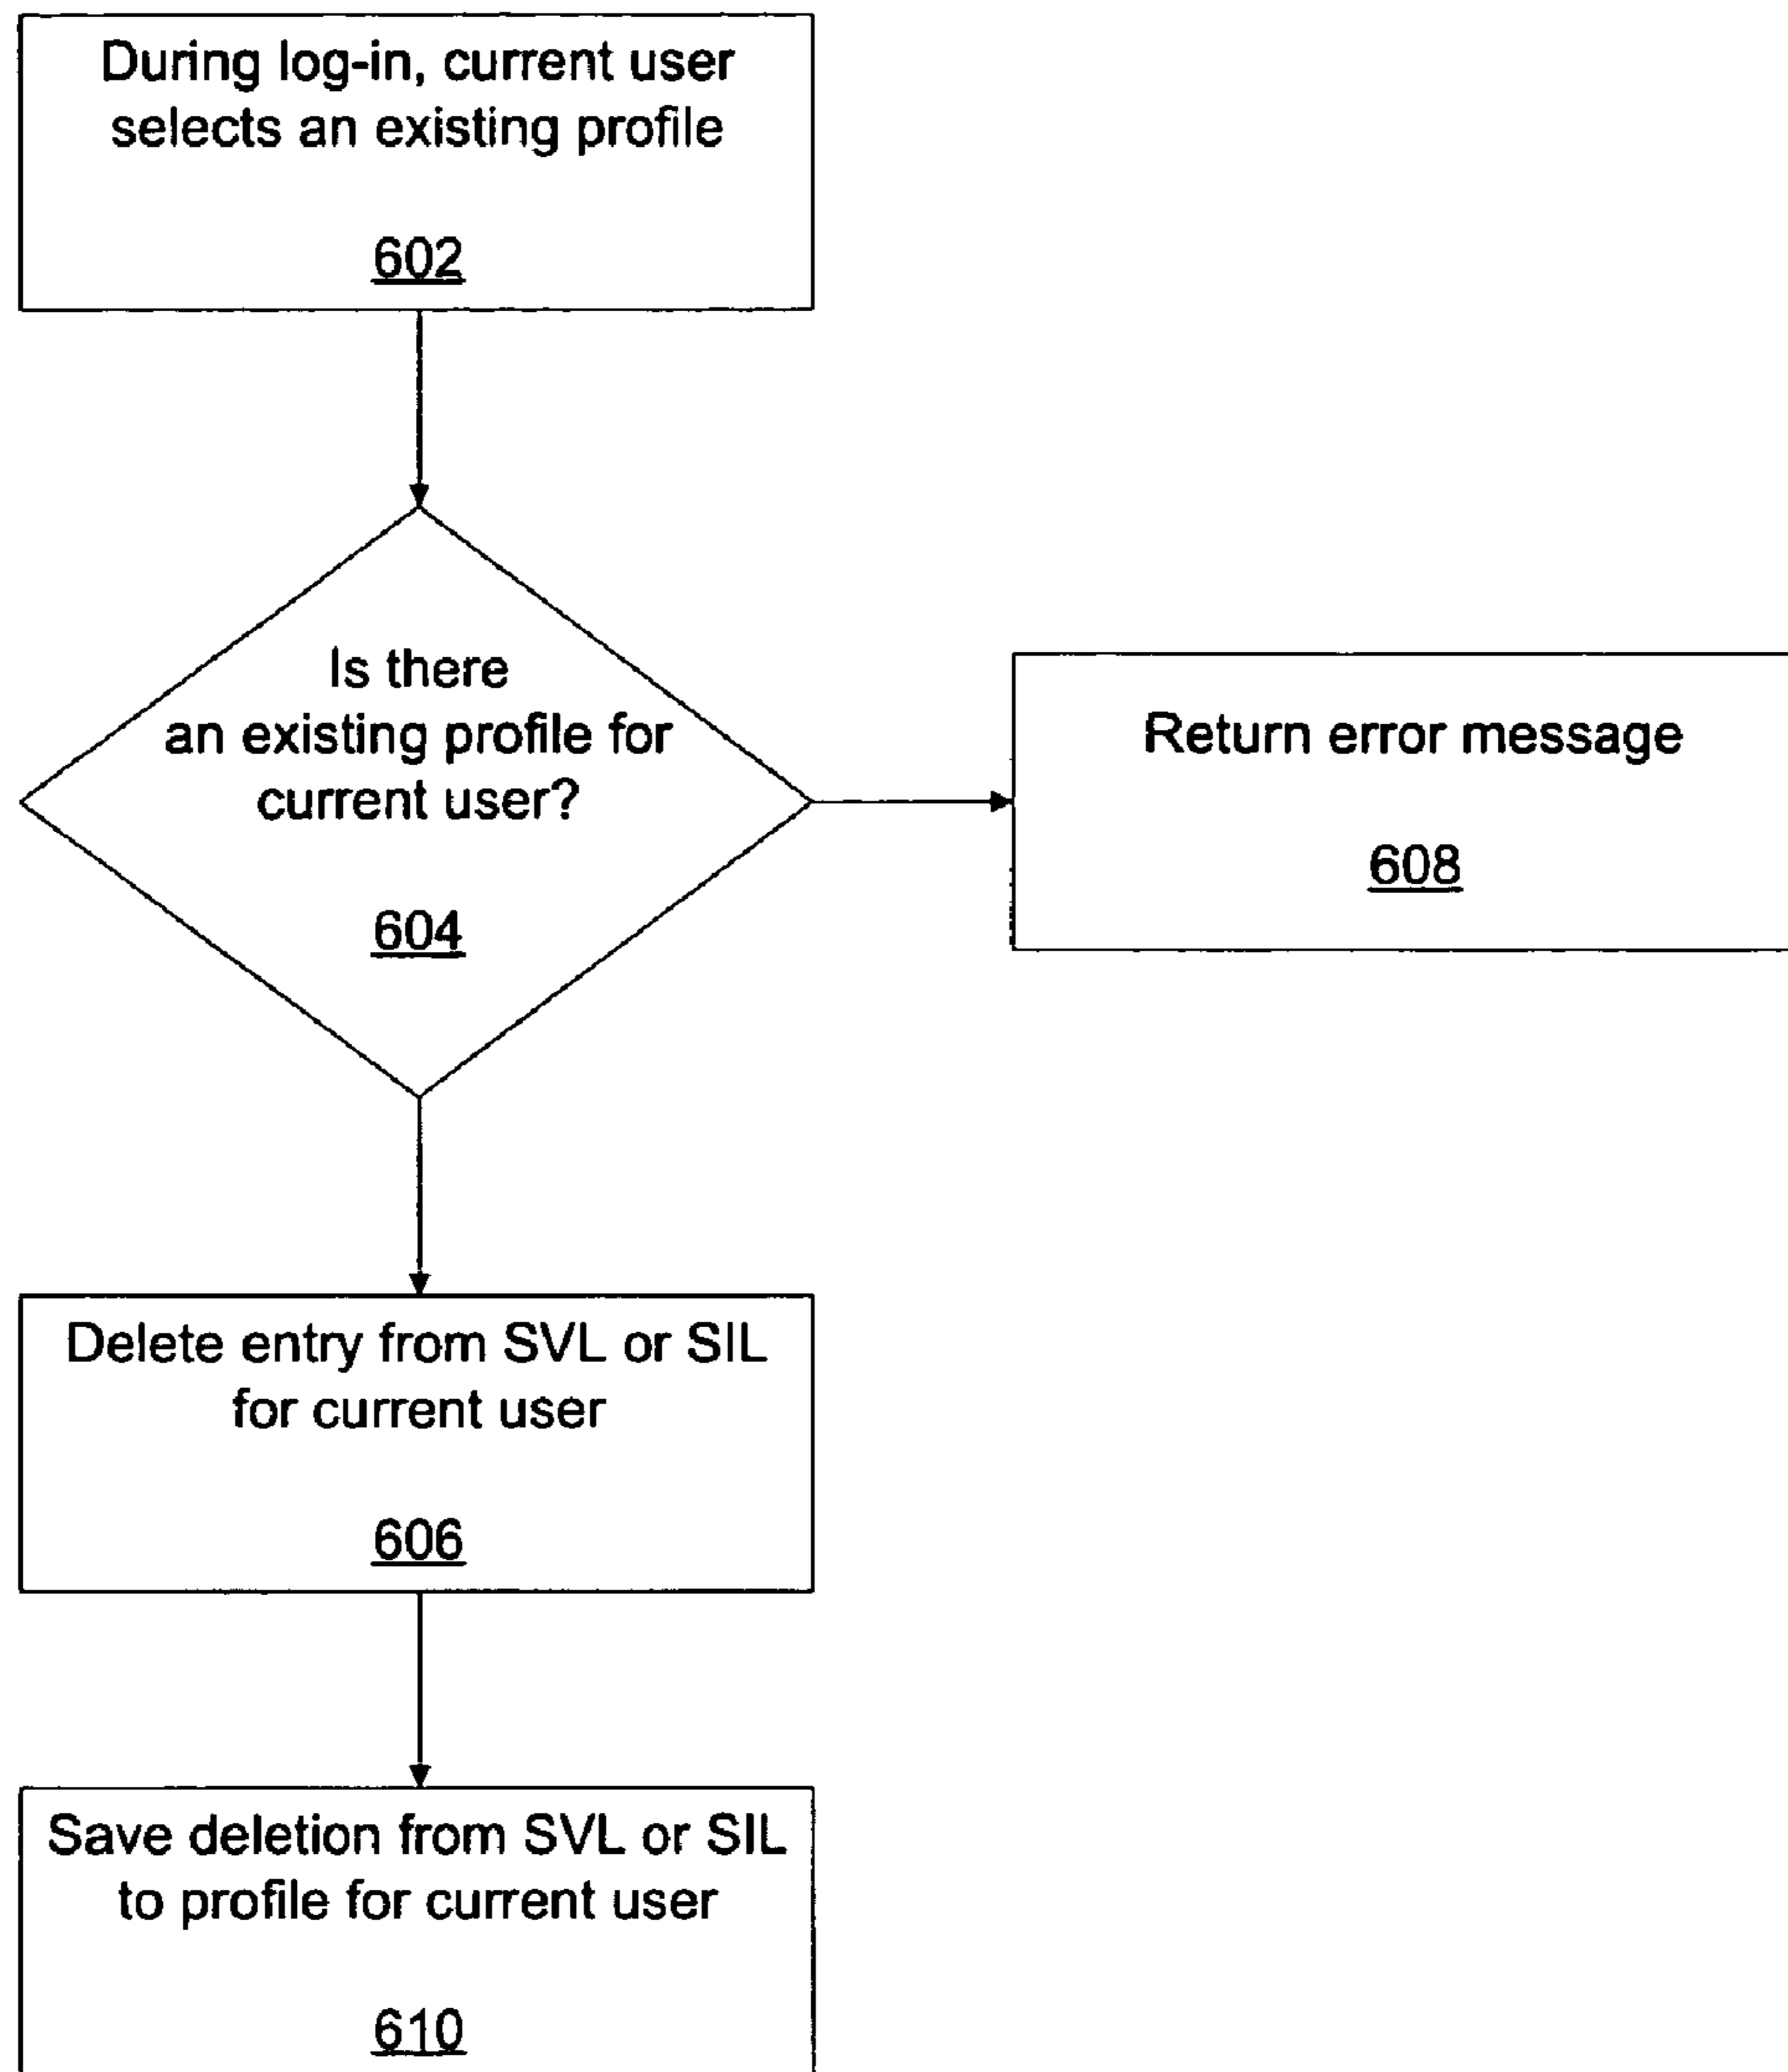 During log-in, current user
selects an existing profile
602
Is there
an existing profile for
current user?
604
Return error message
608
Delete entry from SVL or SIL
for current user
606
Save deletion from SVL or SIL
to profile for current user
610